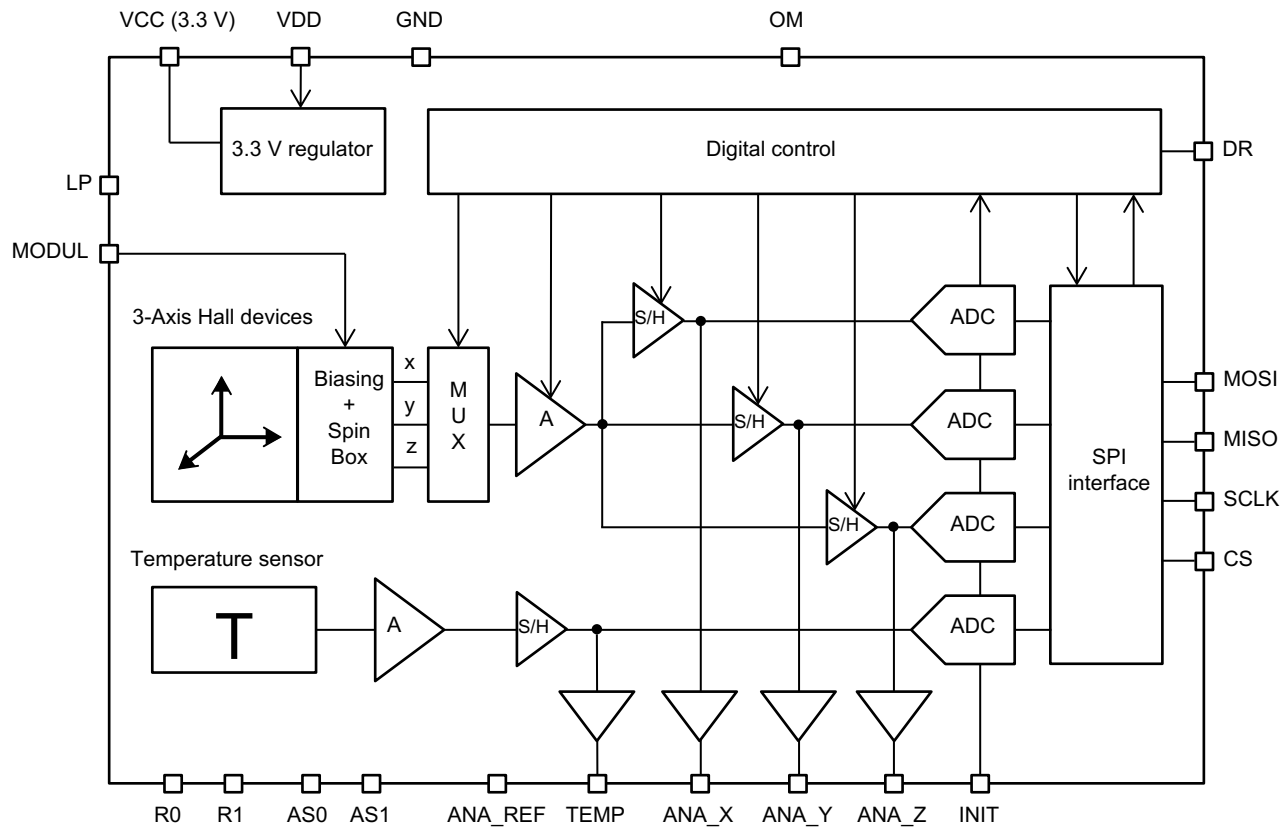 VCC (3.3 V) VDD GND OM
3.3 V regulator
Digital control
DR
LP
MODUL
3-Axis Hall devices
Biasing
+
Spin
Box
x
y
z
M
U
X
A
S/H
S/H
S/H
ADC
ADC
ADC
ADC
SPI
interface
MOSI
MISO
SCLK
CS
Temperature sensor
T
A
S/H
R0 R1 AS0 AS1 ANA_REF TEMP ANA_X ANA_Y ANA_Z INIT